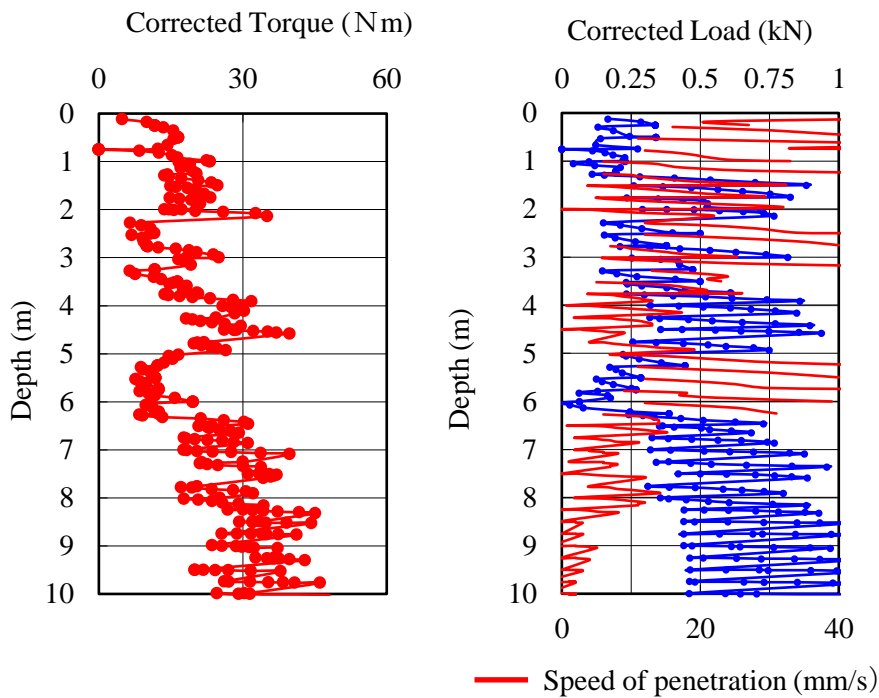 Corrected Torque (Ｎm)
0 30 60
Depth (m)
0
1
2
3
4
5
6
7
8
9
10
Corrected Load (kN)
0 0.25 0.5 0.75 1
Depth (m)
0
1
2
3
4
5
6
7
8
9
10
0 20 40
Speed of penetration (mm/s)